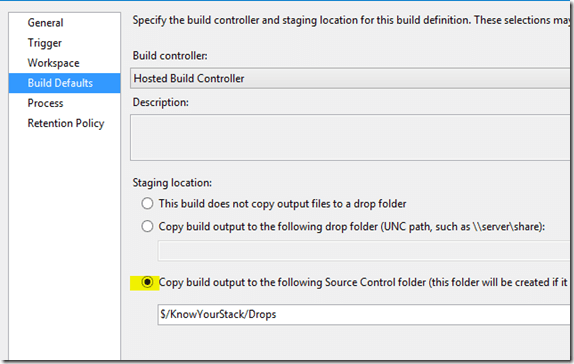 General
Trigger
Workspace
Build Defaults
Process
Retention Policy
Specify the build controller and staging location for this build definition. These selections may
Build controller:
Hosted Build Controller
Description:
Staging location:
This build does not copy output files to a drop folder
Copy build output to the following drop folder (UNC path, such as \\server\share):
Copy build output to the following Source Control folder (this folder will be created if it
$/KnowYourStack/Drops